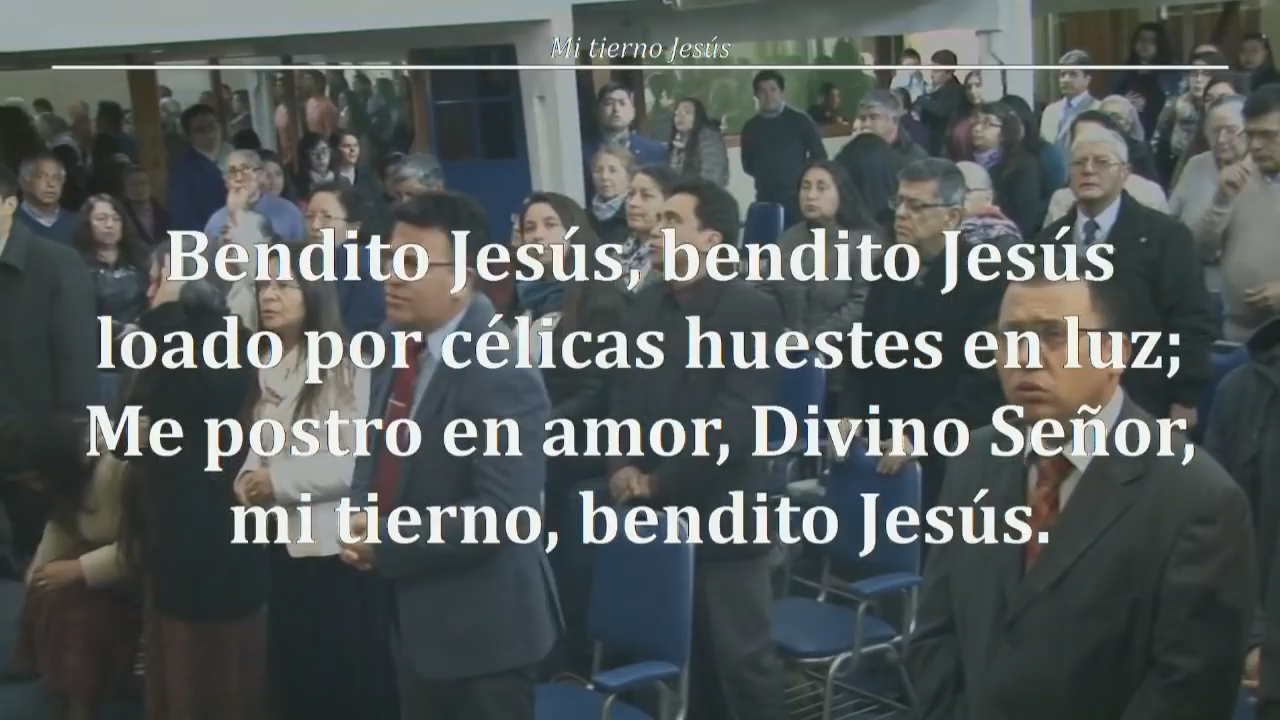 Mi tierno Jesús
Bendito Jesús, bendito Jesús
loado por célicas huestes en luz;
Me postro en amor, Divino Señor,
mi tierno, bendito Jesús.